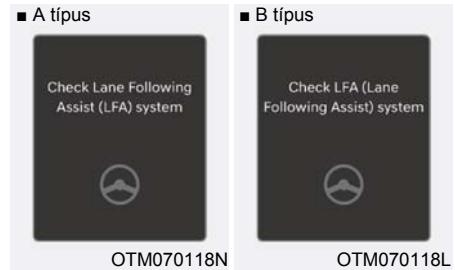 ■ A típus
■ B típus
Check Lane Following
Assist (LFA) system
Check LFA (Lane
Following Assist) system
OTM070118N
OTM070118L